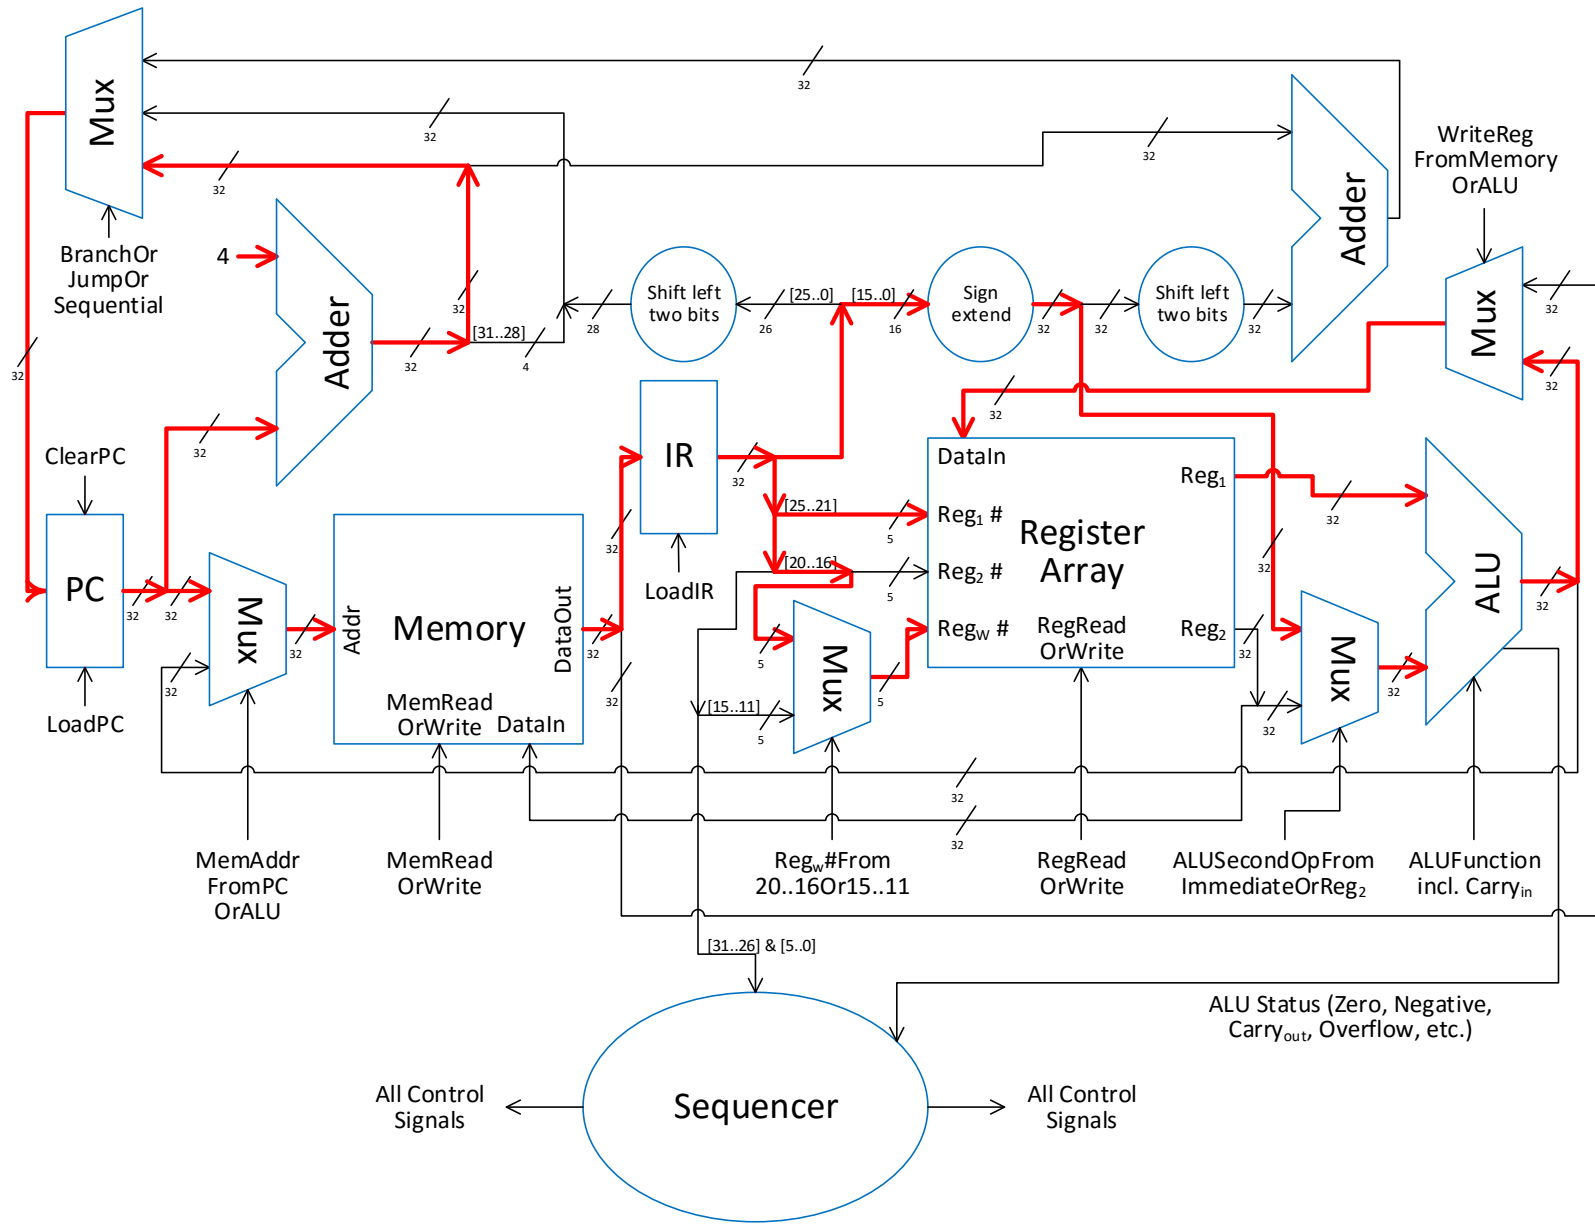 32
Mux
32
32
32
BranchOr
JumpOr
Sequential
4
Adder
32
32
[31..28]
4
28
Shift left
two bits
[25..0]
26
[15..0]
16
Sign
extend
32
32
Shift left
two bits
32
Adder
WriteReg
FromMemory
OrALU
Mux
32
32
32
32
32
ClearPC
PC
LoadPC
32
32
Mux
32
32
Addr
Memory
DataOut
MemRead
OrWrite
DataIn
32
32
32
IR
LoadIR
32
[25..21]
5
[20..16]
5
5
[15..11]
5
Mux
5
DataIn
Reg1 #
Reg2 #
RegW #
Register
Array
RegRead
OrWrite
Reg1
Reg2
32
32
32
32
Mux
32
ALU
32
32
32
MemAddr
FromPC
OrALU
MemRead
OrWrite
Regw#From
20..16Or15..11
RegRead
OrWrite
ALUSecondOpFrom
ImmediateOrReg2
ALUFunction
incl. Carryin
[31..26] & [5..0]
ALU Status (Zero, Negative,
Carryout, Overflow, etc.)
All Control
Signals
Sequencer
All Control
Signals